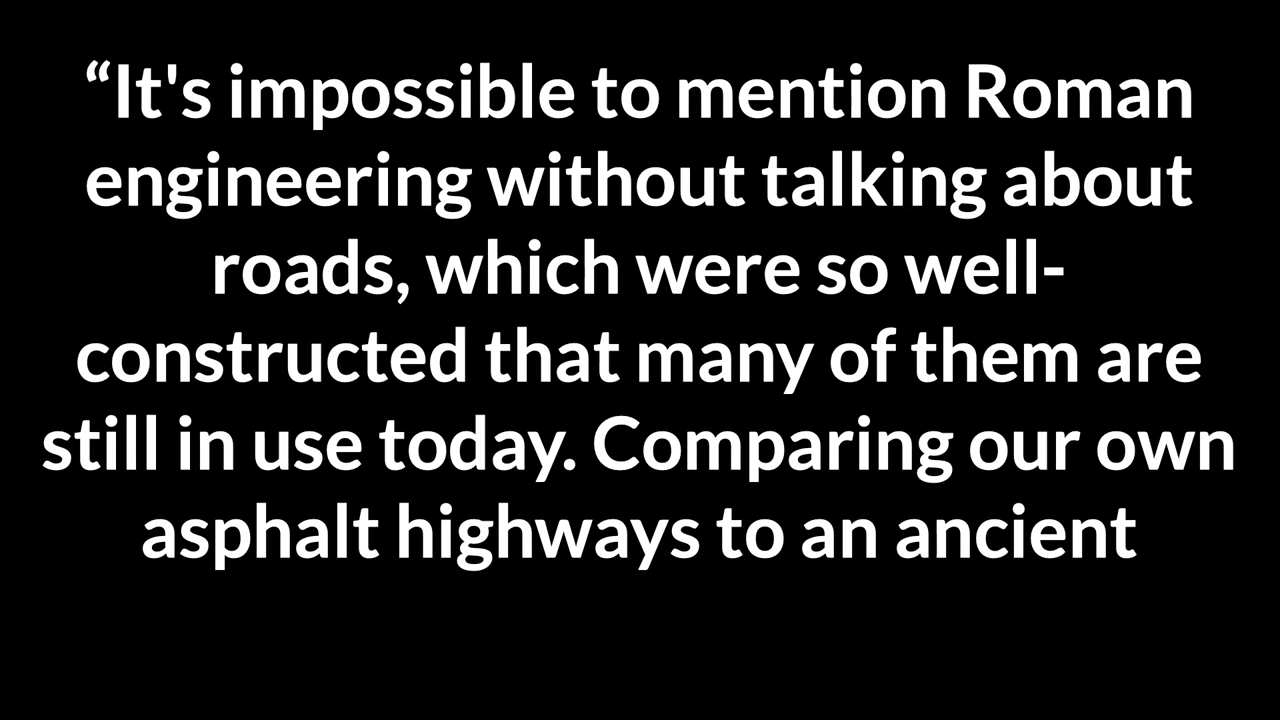 “It's impossible to mention Roman
engineering without talking about
roads, which were so well-
constructed that many of them are
still in use today. Comparing our own
asphalt highways to an ancient